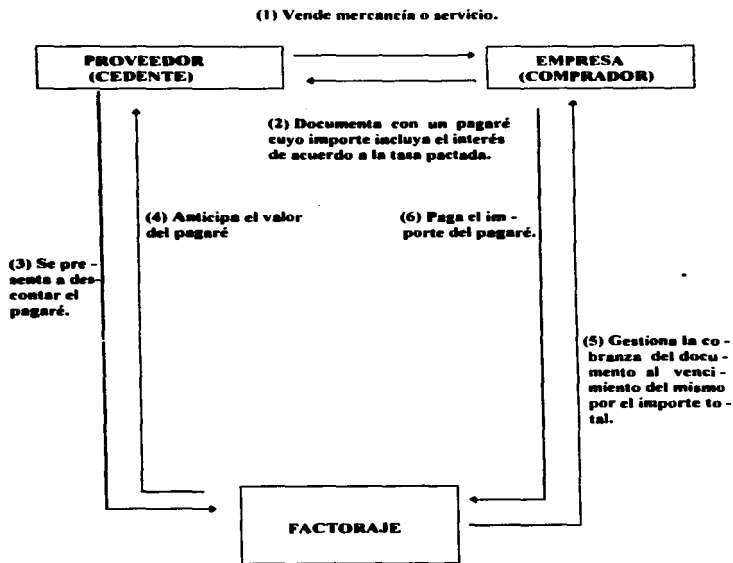 (1) Vende mercancía o servicio.
PROVEEDOR
(CEDENTE)
EMPRESA
(COMPRADOR)
(2) Documenta con un pagaré
cuyo importe incluya el interés
de acuerdo a la tasa pactada.
(4) Anticipa el valor
del pagaré
(6) Paga el im -
porte del pagaré.
(3) Se pre -
senta a des-
contar el
pagaré.
(5) Gestiona la co -
branza del docu -
mento al venci -
miento del mismo
por el importe to -
tal.
FACTORAJE